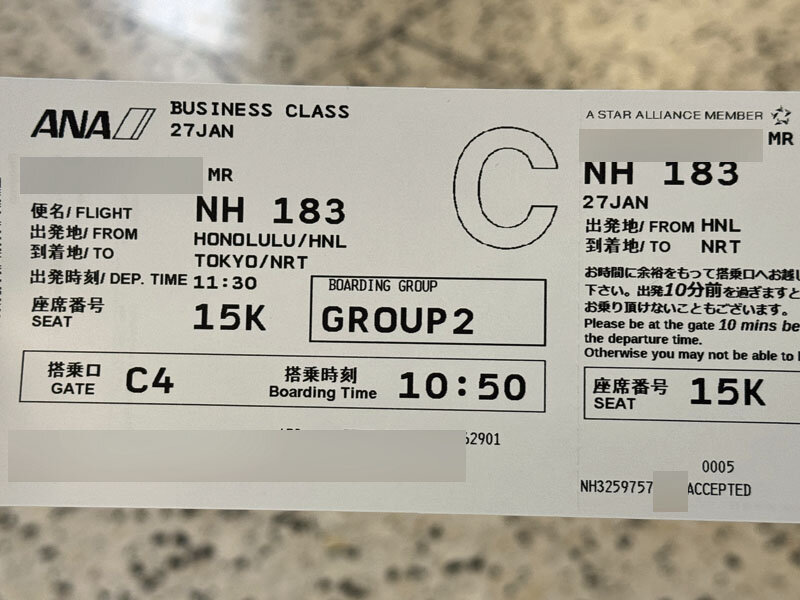 ANA
BUSINESS CLASS
27JAN
MR
便名/ FLIGHT NH 183
出発地/ FROM HONOLULU/HNL
到着地/ TO TOKYO/NRT
出発時刻/ DEP. TIME 11:30
座席番号
SEAT 15K
BOARDING GROUP
GROUP2
搭乗口
GATE C4
搭乗時刻
Boarding Time 10:50
62901
C
A STAR ALLIANCE MEMBER
MR
NH 183
27JAN
出発地/ FROM HNL
到着地/ TO NRT
お時間に余裕をもって搭乗口へお越し
下さい。出発10分前を過ぎますと
お乗り頂けないこともございます。
Please be at the gate 10 mins be
the departure time.
Otherwise you may not be able to
座席番号
SEAT 15K
0005
NH3259757 ACCEPTED